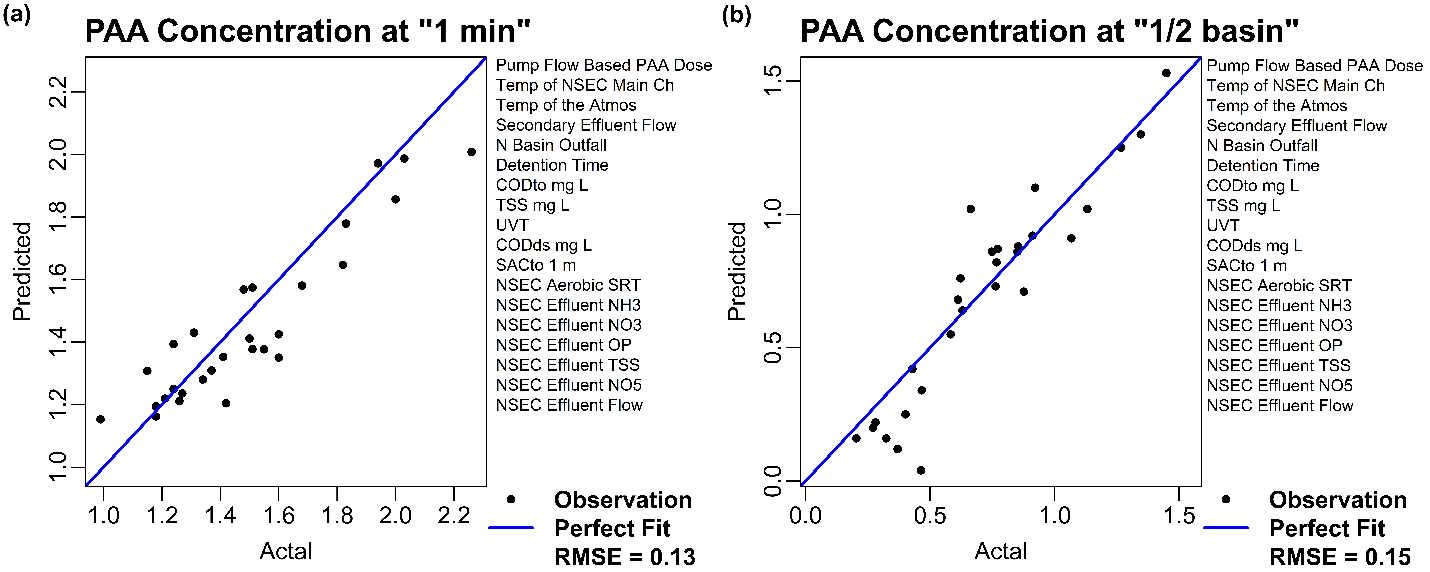 (a)
PAA Concentration at "1 min"
2.2
2.0
1.8
1.6
1.4
1.2
1.0
Predicted
1.0 1.2 1.4 1.6 1.8 2.0 2.2
Actal
Pump Flow Based PAA Dose
Temp of NSEC Main Ch
Temp of the Atmos
Secondary Effluent Flow
N Basin Outfall
Detention Time
CODto mg L
TSS mg L
UVT
CODds mg L
SACto 1 m
NSEC Aerobic SRT
NSEC Effluent NH3
NSEC Effluent NO3
NSEC Effluent OP
NSEC Effluent TSS
NSEC Effluent NO5
NSEC Effluent Flow
Observation
Perfect Fit
RMSE = 0.13
(b)
PAA Concentration at "1/2 basin"
1.5
1.0
0.5
0.0
Predicted
0.0 0.5 1.0 1.5
Actal
Pump Flow Based PAA Dose
Temp of NSEC Main Ch
Temp of the Atmos
Secondary Effluent Flow
N Basin Outfall
Detention Time
CODto mg L
TSS mg L
UVT
CODds mg L
SACto 1 m
NSEC Aerobic SRT
NSEC Effluent NH3
NSEC Effluent NO3
NSEC Effluent OP
NSEC Effluent TSS
NSEC Effluent NO5
NSEC Effluent Flow
Observation
Perfect Fit
RMSE = 0.15